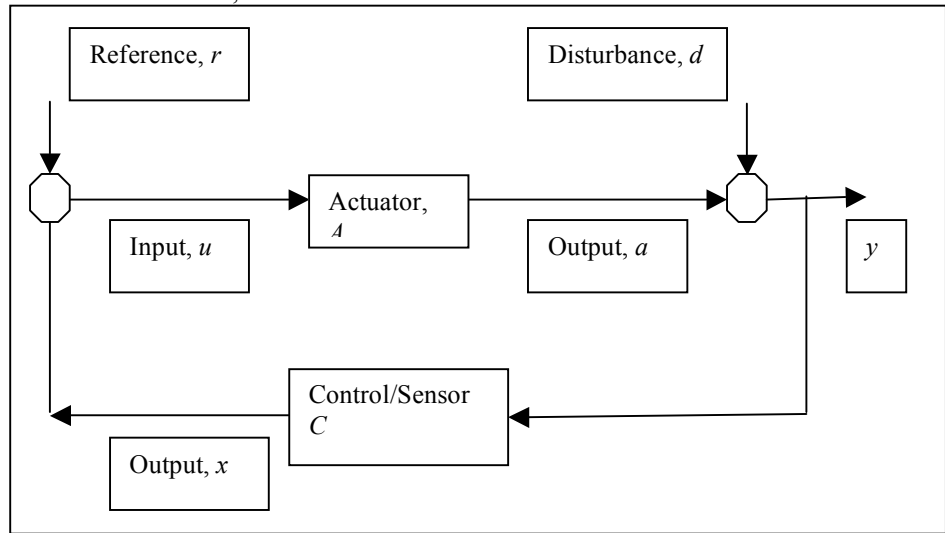 Reference, r
Disturbance, d
Actuator,
A
Input, u
Output, a
y
Control/Sensor
C
Output, x